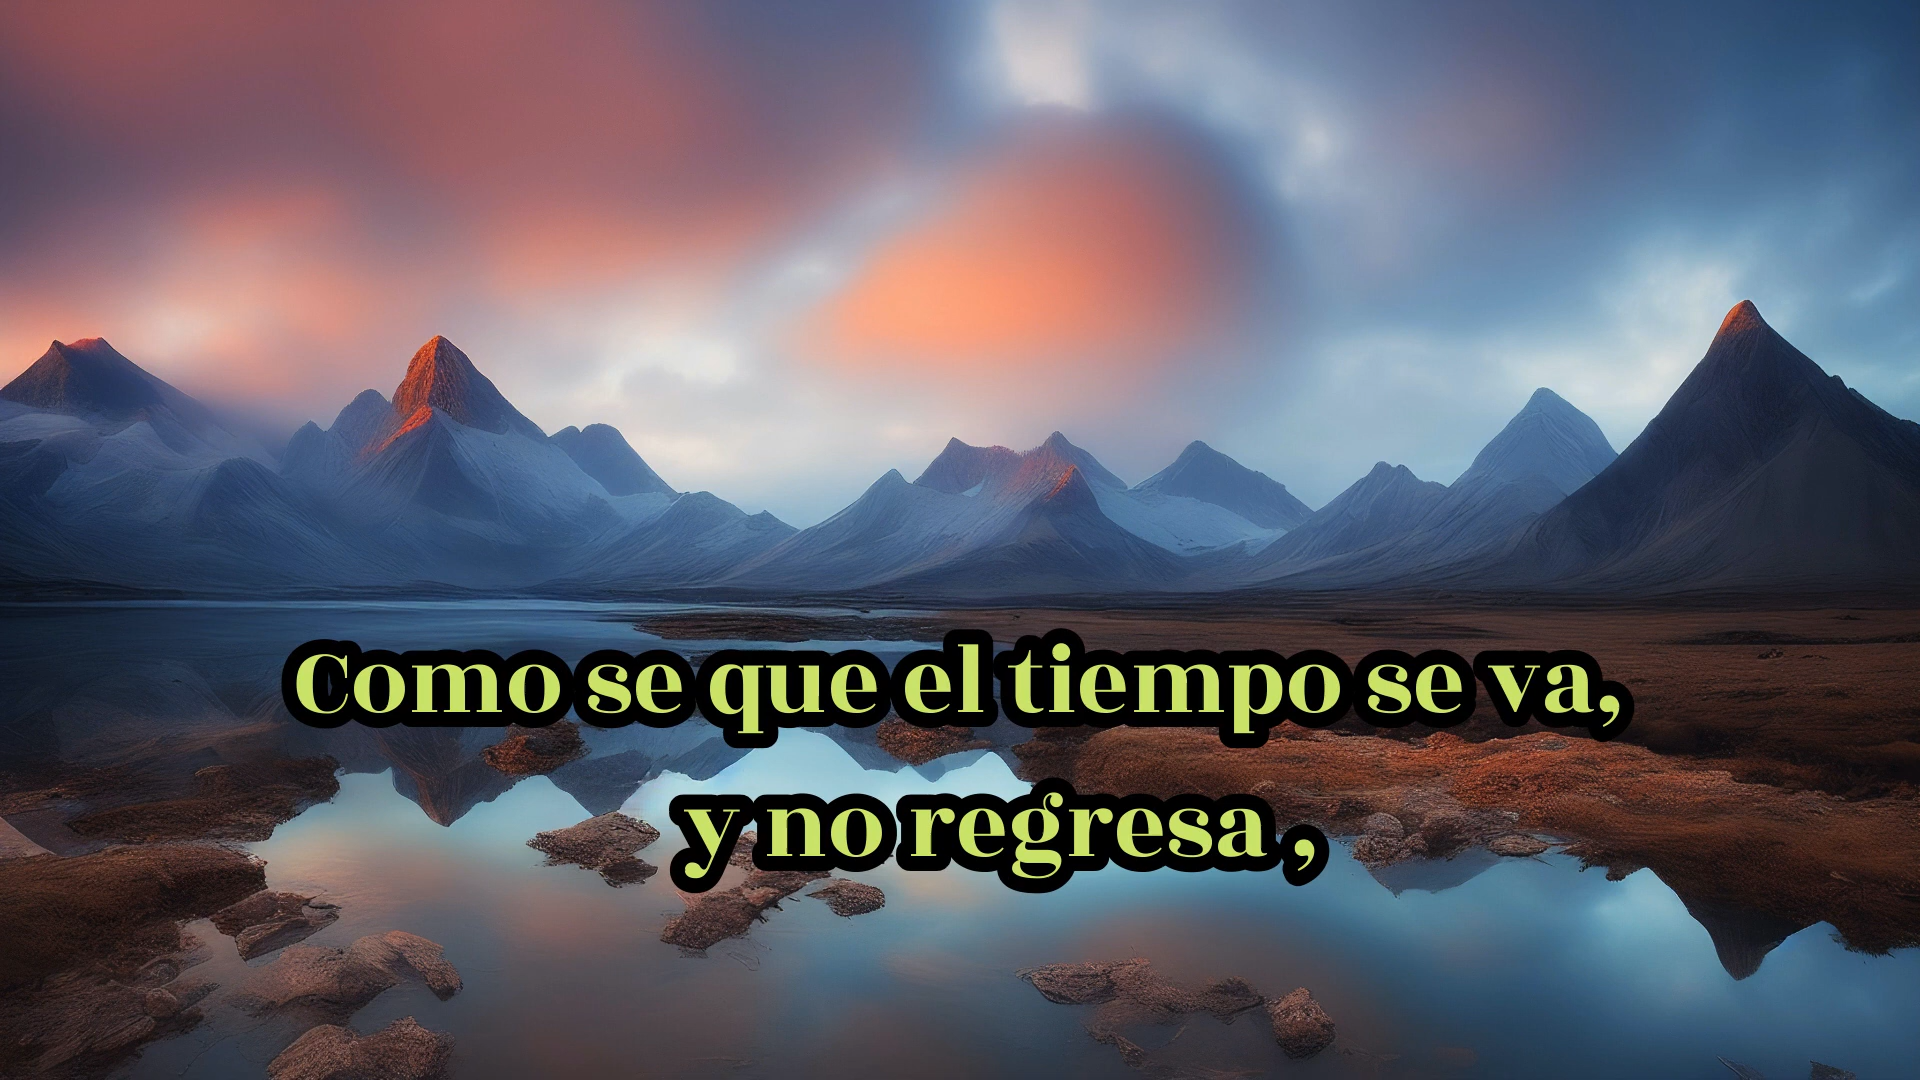 Como se que el tiempo se va,
y no regresa ,